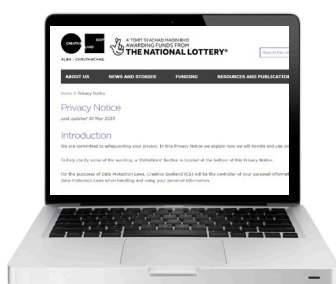 CREATIVE SCOTLAND
ALBA | CHRUTHACHAIL
A' TOIRT SEACHAD MAOIN BHO
AWARDING FUNDS FROM
THE NATIONAL LOTTERY®
ABOUT US NEWS AND STORIES FUNDING RESOURCES AND PUBLICATION
Home > Privacy Notice
Privacy Notice
Last updated 30 May 2023
Introduction
We are committed to safeguarding your privacy. In this Privacy Notice we explain how we will handle and use yo
To help clarify some of the wording, a 'Definitions' Section is located at the bottom of this Privacy Notice.
For the purposes of Data Protection Laws, Creative Scotland (CS) will be the controller of your personal informat
Data Protection Laws when handling and using your personal information.